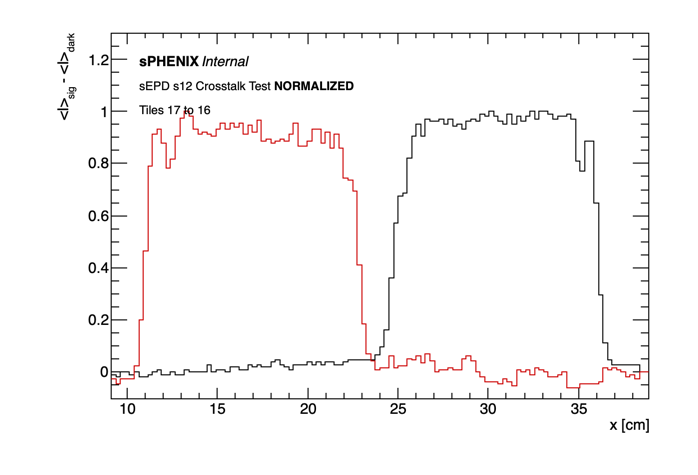 <I>sig - <I>dark
sPHENIX Internal
sEPD s12 Crosstalk Test NORMALIZED
Tiles 17 to 16
1.2
1
0.8
0.6
0.4
0.2
0
10 15 20 25 30 35
x [cm]